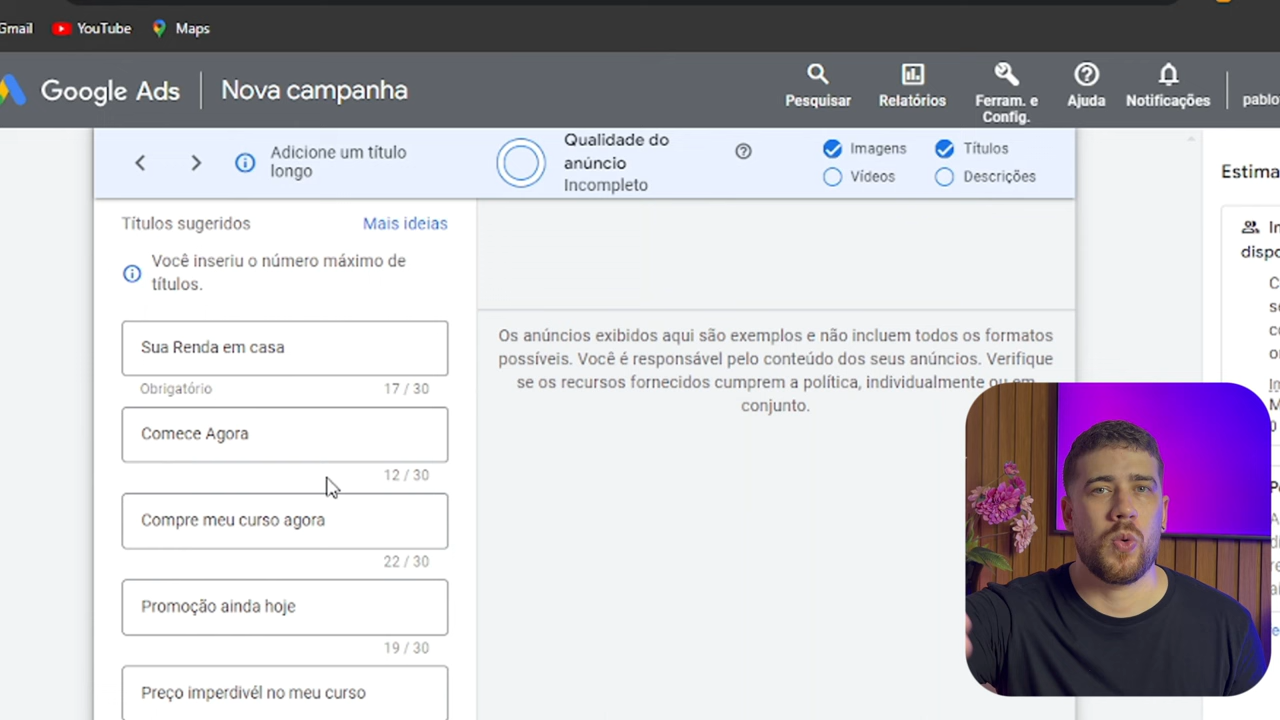 Gmail
YouTube
Maps
Google Ads
Nova campanha
Pesquisar
Relatórios
Ferram. e
Config.
Ajuda
Notificações
Adicione um título
longo
Qualidade do
anúncio
Incompleto
Imagens
Títulos
Vídeos
Descrições
Títulos sugeridos
Mais ideias
Você inseriu o número máximo de
títulos.
Sua Renda em casa
Obrigatório
17 / 30
Comece Agora
12 / 30
Compre meu curso agora
22 / 30
Promoção ainda hoje
19 / 30
Preço imperdivél no meu curso
Os anúncios exibidos aqui são exemplos e não incluem todos os formatos
possíveis. Você é responsável pelo conteúdo dos seus anúncios. Verifique
se os recursos fornecidos cumprem a política, individualmente ou em
conjunto.
Estima
dispo